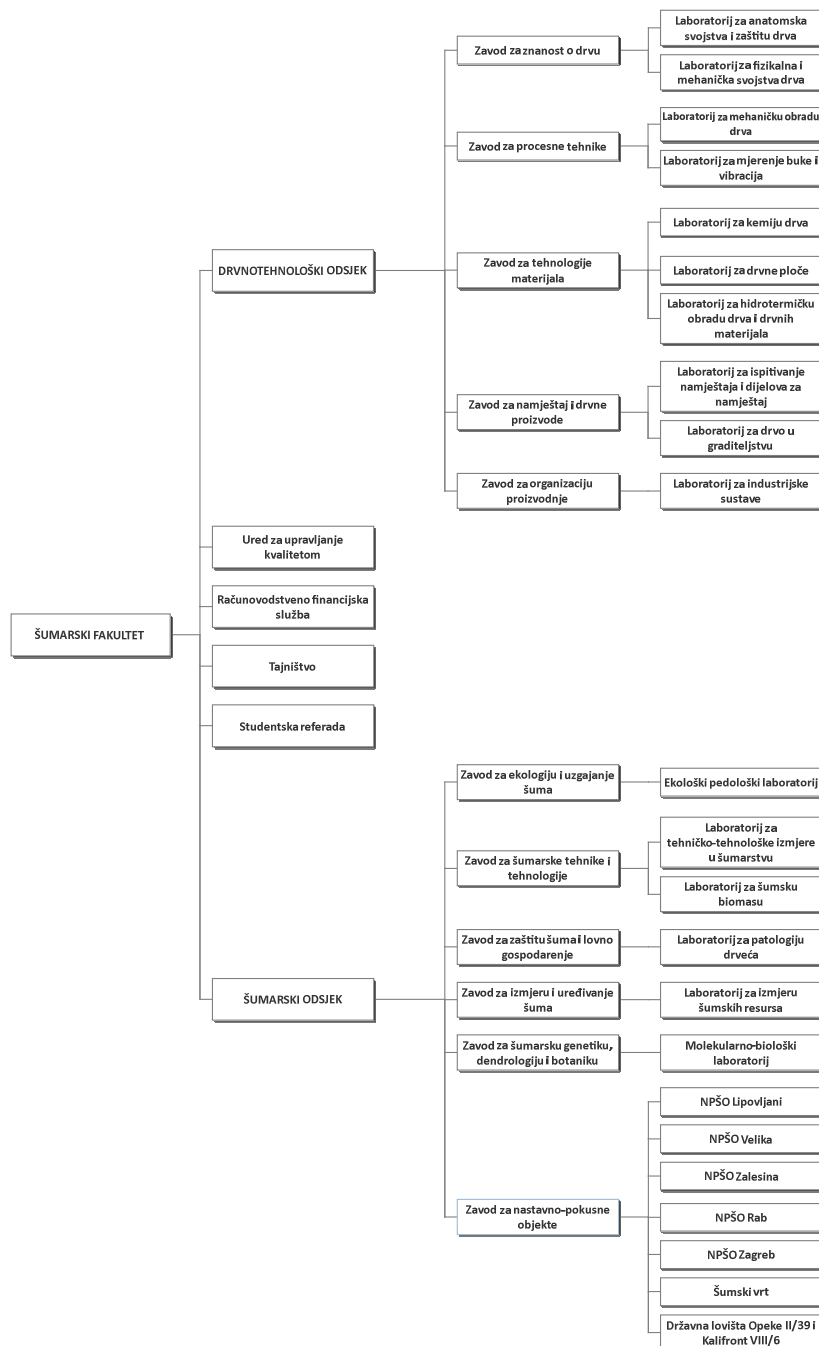 ŠUMARSKI FAKULTET
DRVNOTEHNOLOŠKI ODSJEK
Zavod za znanost o drvu
Laboratorij za anatomska
svojstva i zaštitu drva
Laboratorij za fizikalna i
mehanička svojstva drva
Zavod za procesne tehnike
Laboratorij za mehaničku obradu
drva
Laboratorij za mjerenje buke i
vibracija
Zavod za tehnologije
materijala
Laboratorij za kemiju drva
Laboratorij za drvne ploče
Laboratorij za hidrotermičku
obradu drva i drvnih
materijala
Zavod za namještaj i drvne
proizvode
Laboratorij za ispitivanje
namještaja i dijelova za
namještaj
Laboratorij za drvo u
graditeljstvu
Zavod za organizaciju
proizvodnje
Laboratorij za industrijske
sustave
Ured za upravljanje
kvalitetom
Računovodstveno financijska
služba
Tajništvo
Studentska referada
ŠUMARSKI ODSJEK
Zavod za ekologiju i uzgajanje
šuma
Ekološki pedološki laboratorij
Zavod za šumarske tehnike i
tehnologije
Laboratorij za
tehničko-tehnološke izmjere
u šumarstvu
Laboratorij za šumsku
biomasu
Zavod za zaštitu šuma i lovno
gospodarenje
Laboratorij za patologiju
drveća
Zavod za izmjeru i uređivanje
šuma
Laboratorij za izmjeru
šumskih resursa
Zavod za šumarsku genetiku,
dendrologiju i botaniku
Molekularno-biološki
laboratorij
Zavod za nastavno-pokusne
objekte
NPŠO Lipovljani
NPŠO Velika
NPŠO Zalesina
NPŠO Rab
NPŠO Zagreb
Šumski vrt
Državna lovišta Opeke II/39 i
Kalifront VIII/6